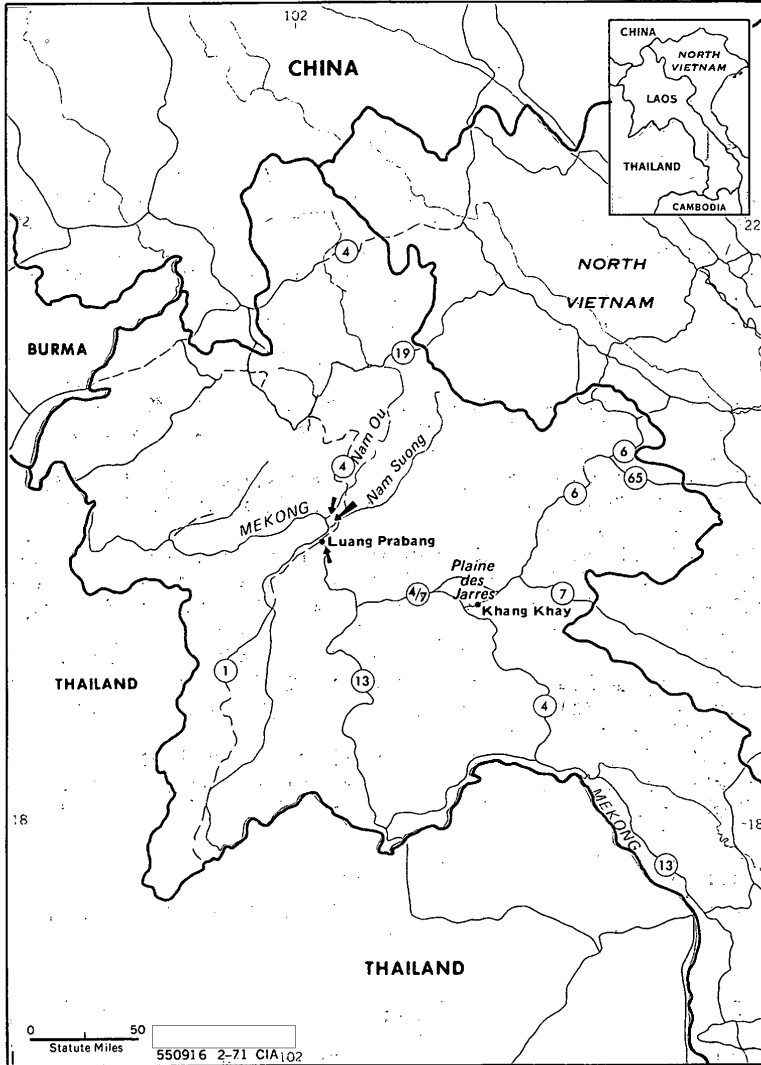 102
CHINA
CHINA
NORTH
VIETNAM
LAOS
THAILAND
CAMBODIA
22
4
NORTH
VIETNAM
BURMA
19
Nam Ou
4
Nam Suong
6
65
6
MEKONG
Luang Prabang
Plaine
des
Jarres
4/7
7
Khang Khay
THAILAND
1
13
4
18
MEKONG
18
13
THAILAND
0 50
Statute Miles
550916 2-71 CIA
102